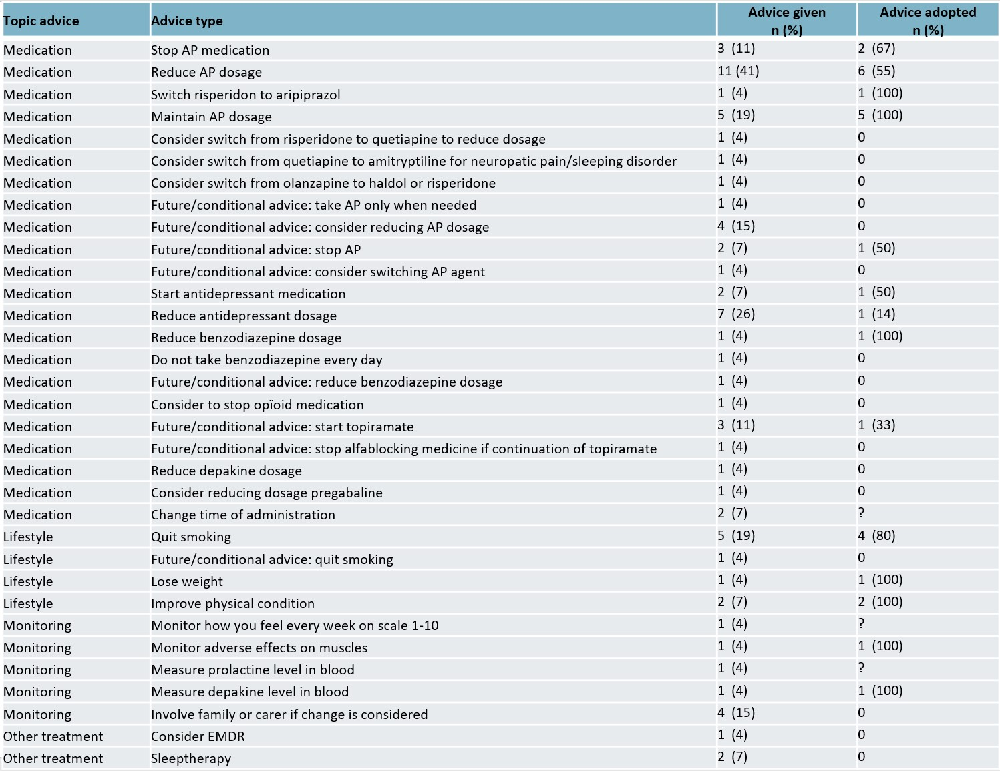 Topic advice Advice type Advice given n (%) Advice adopted n (%)
Medication Stop AP medication 3 (11) 2 (67)
Medication Reduce AP dosage 11 (41) 6 (55)
Medication Switch risperidon to aripiprazol 1 (4) 1 (100)
Medication Maintain AP dosage 5 (19) 5 (100)
Medication Consider switch from risperidone to quetiapine to reduce dosage 1 (4) 0
Medication Consider switch from quetiapine to amitryptiline for neuropatic pain/sleeping disorder 1 (4) 0
Medication Consider switch from olanzapine to haldol or risperidone 1 (4) 0
Medication Future/conditional advice: take AP only when needed 1 (4) 0
Medication Future/conditional advice: consider reducing AP dosage 4 (15) 0
Medication Future/conditional advice: stop AP 2 (7) 1 (50)
Medication Future/conditional advice: consider switching AP agent 1 (4) 0
Medication Start antidepressant medication 2 (7) 1 (50)
Medication Reduce antidepressant dosage 7 (26) 1 (14)
Medication Reduce benzodiazepine dosage 1 (4) 1 (100)
Medication Do not take benzodiazepine every day 1 (4) 0
Medication Future/conditional advice: reduce benzodiazepine dosage 1 (4) 0
Medication Consider to stop opïoid medication 1 (4) 0
Medication Future/conditional advice: start topiramate 3 (11) 1 (33)
Medication Future/conditional advice: stop alfablocking medicine if continuation of topiramate 1 (4) 0
Medication Reduce depakine dosage 1 (4) 0
Medication Consider reducing dosage pregabaline 1 (4) 0
Medication Change time of administration 2 (7) ?
Lifestyle Quit smoking 5 (19) 4 (80)
Lifestyle Future/conditional advice: quit smoking 1 (4) 0
Lifestyle Lose weight 1 (4) 1 (100)
Lifestyle Improve physical condition 2 (7) 2 (100)
Monitoring Monitor how you feel every week on scale 1-10 1 (4) ?
Monitoring Monitor adverse effects on muscles 1 (4) 1 (100)
Monitoring Measure prolactine level in blood 1 (4) ?
Monitoring Measure depakine level in blood 1 (4) 1 (100)
Monitoring Involve family or carer if change is considered 4 (15) 0
Other treatment Consider EMDR 1 (4) 0
Other treatment Sleeptherapy 2 (7) 0